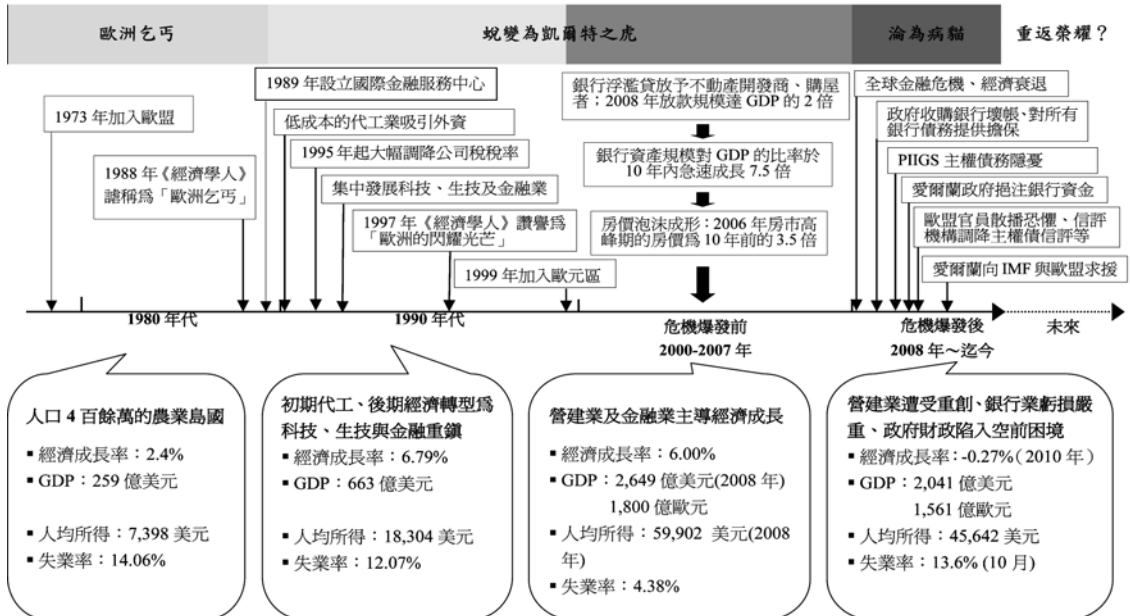 歐洲乞丐
蛻變為凱爾特之虎
淪為病貓
重返榮耀？
1973 年加入歐盟
1988 年《經濟學人》
謔稱為「歐洲乞丐」
1989 年設立國際金融服務中心
低成本的代工業吸引外資
1995 年起大幅調降公司稅稅率
集中發展科技、生技及金融業
1997 年《經濟學人》讚譽為
「歐洲的閃耀光芒」
1999 年加入歐元區
銀行浮濫貸放予不動產開發商、購屋
者；2008 年放款規模達 GDP 的 2 倍
銀行資產規模對 GDP 的比率於
10 年內急速成長 7.5 倍
房價泡沫成形：2006 年房市高
峰期的房價為 10 年前的 3.5 倍
全球金融危機、經濟衰退
政府收購銀行壞帳、對所有
銀行債務提供擔保
PIIGS 主權債務隱憂
愛爾蘭政府挹注銀行資金
歐盟官員散播恐懼、信評
機構調降主權債信評等
愛爾蘭向 IMF 與歐盟求援
1980 年代
1990 年代
危機爆發前
2000-2007 年
危機爆發後
2008 年～迄今
未來
人口 4 百餘萬的農業島國
▪ 經濟成長率：2.4%
▪ GDP：259 億美元
▪ 人均所得：7,398 美元
▪ 失業率：14.06%
初期代工、後期經濟轉型為
科技、生技與金融重鎮
▪ 經濟成長率：6.79%
▪ GDP：663 億美元
▪ 人均所得：18,304 美元
▪ 失業率：12.07%
營建業及金融業主導經濟成長
▪ 經濟成長率：6.00%
▪ GDP：2,649 億美元(2008 年)
1,800 億歐元
▪ 人均所得：59,902 美元(2008
年)
▪ 失業率：4.38%
營建業遭受重創、銀行業虧損嚴
重、政府財政陷入空前困境
▪ 經濟成長率：-0.27%（2010 年）
▪ GDP：2,041 億美元
1,561 億歐元
▪ 人均所得：45,642 美元
▪ 失業率：13.6% (10 月)